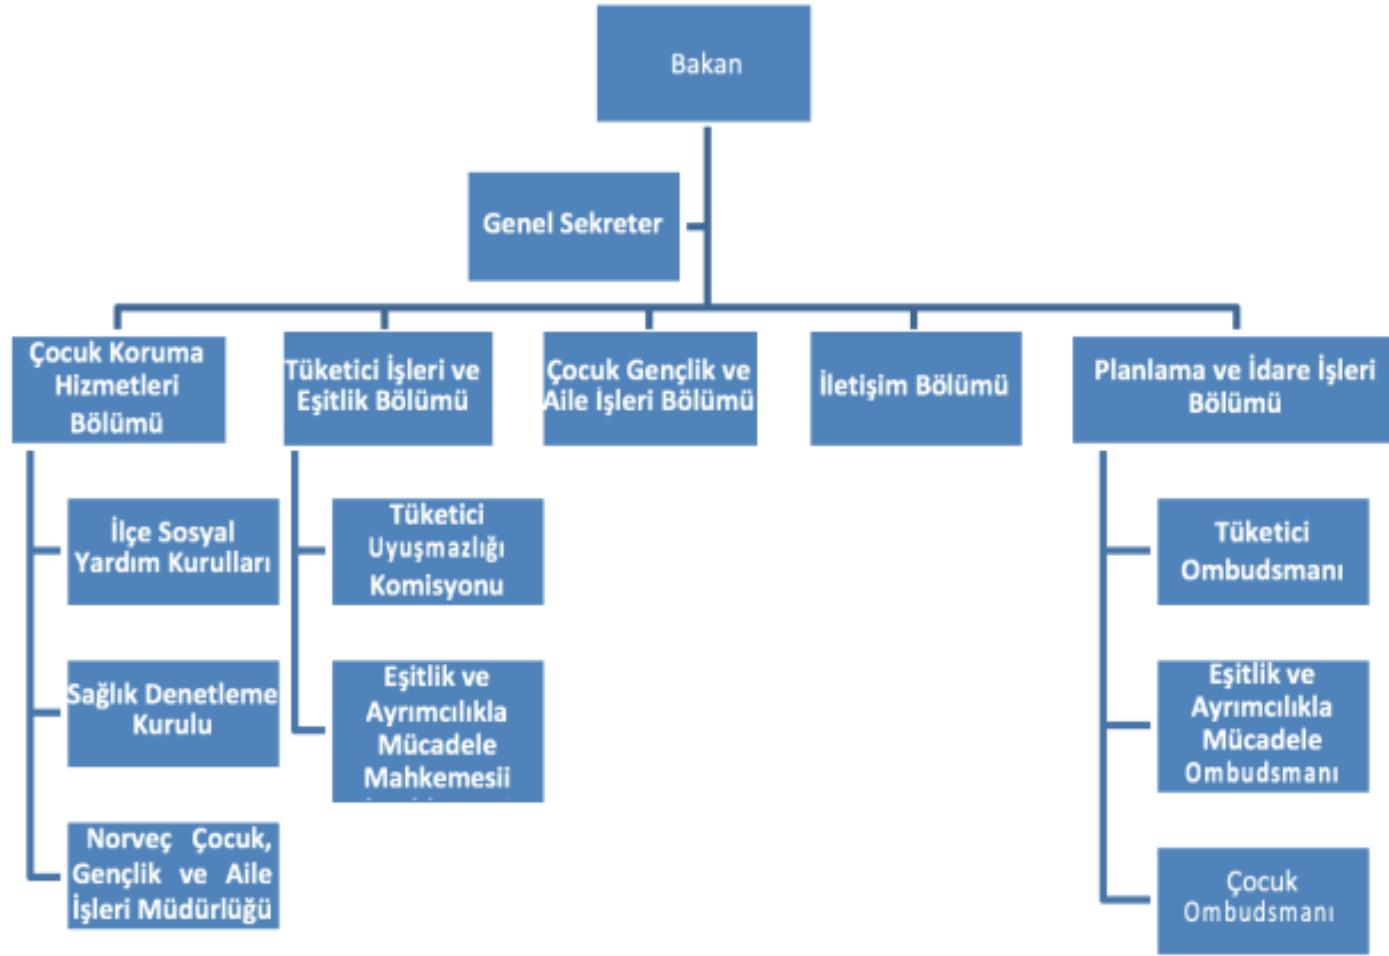 Bakan
Genel Sekreter
Çocuk Koruma
Hizmetleri
Bölümü
Tüketici İşleri ve
Eşitlik Bölümü
Çocuk Gençlik ve
Aile İşleri Bölümü
İletişim Bölümü
Planlama ve İdare İşleri
Bölümü
İlçe Sosyal
Yardım Kurulları
Sağlık Denetleme
Kurulu
Norveç Çocuk,
Gençlik ve Aile
İşleri Müdürlüğü
Tüketici
Uyuşmazlığı
Komisyonu
Eşitlik ve
Ayrımcılıkla
Mücadele
Mahkemesii
Tüketici
Ombudsmanı
Eşitlik ve
Ayrımcılıkla
Mücadele
Ombudsmanı
Çocuk
Ombudsmanı